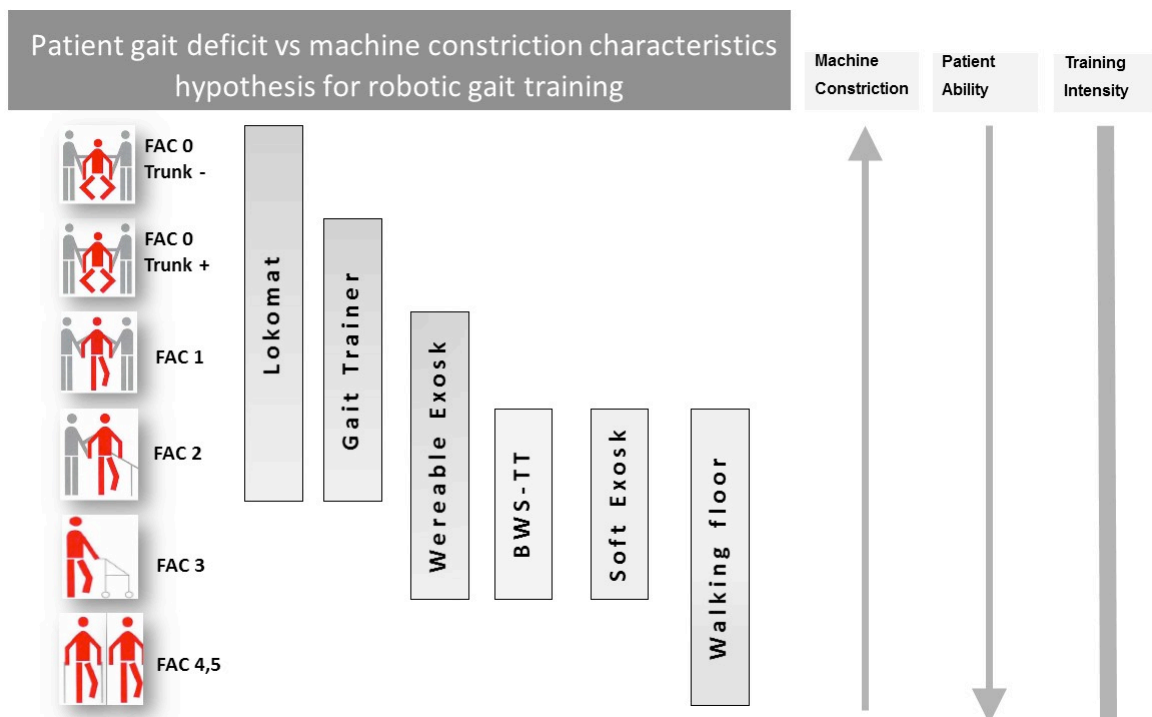 Patient gait deficit vs machine constriction characteristics
hypothesis for robotic gait training
Machine
Constriction
Patient
Ability
Training
Intensity
FAC 0
Trunk -
FAC 0
Trunk +
FAC 1
FAC 2
FAC 3
FAC 4,5
Lokomat
Gait Trainer
Wereable Exosk
BWS-TT
Soft Exosk
Walking floor